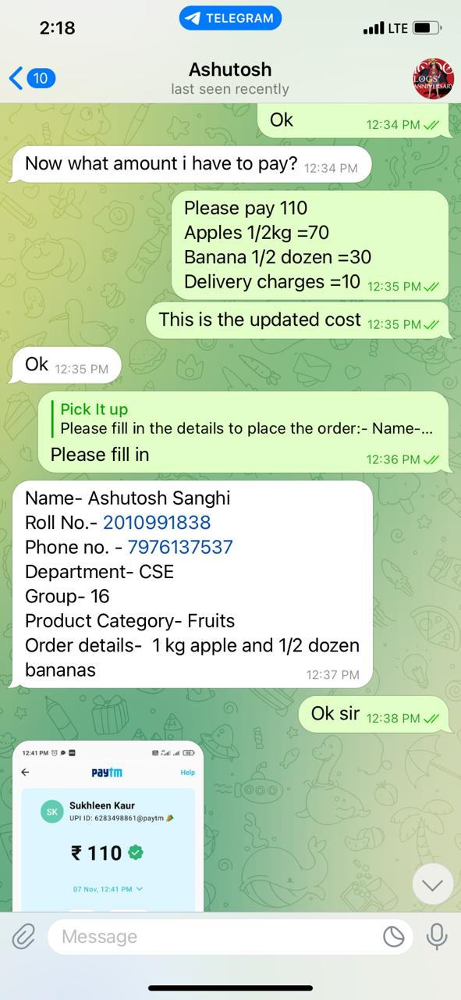 2:18
TELEGRAM
LTE
10
Ashutosh
last seen recently
LOGS
ANNIVERSARY
Ok 12:34 PM
Now what amount i have to pay? 12:34 PM
Please pay 110
Apples 1/2kg =70
Banana 1/2 dozen =30
Delivery charges =10 12:35 PM
This is the updated cost 12:35 PM
Ok 12:35 PM
Pick It up
Please fill in the details to place the order:- Name-...
Please fill in 12:36 PM
Name- Ashutosh Sanghi
Roll No.- 2010991838
Phone no. - 7976137537
Department- CSE
Group- 16
Product Category- Fruits
Order details-  1 kg apple and 1/2 dozen
bananas 12:37 PM
Ok sir 12:38 PM
12:41 PM
paytm
Help
SK
Sukhleen Kaur
UPI ID: 6283498861@paytm
₹ 110
07 Nov, 12:41 PM
Message